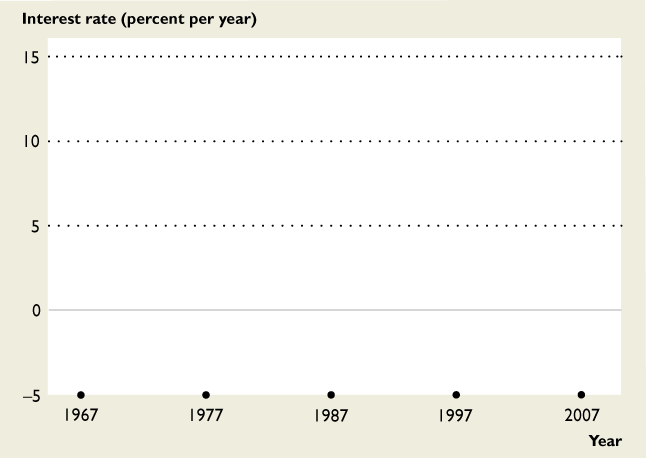 Interest rate (percent per year)
15
10
5
0
–5
1967 1977 1987 1997 2007
Year